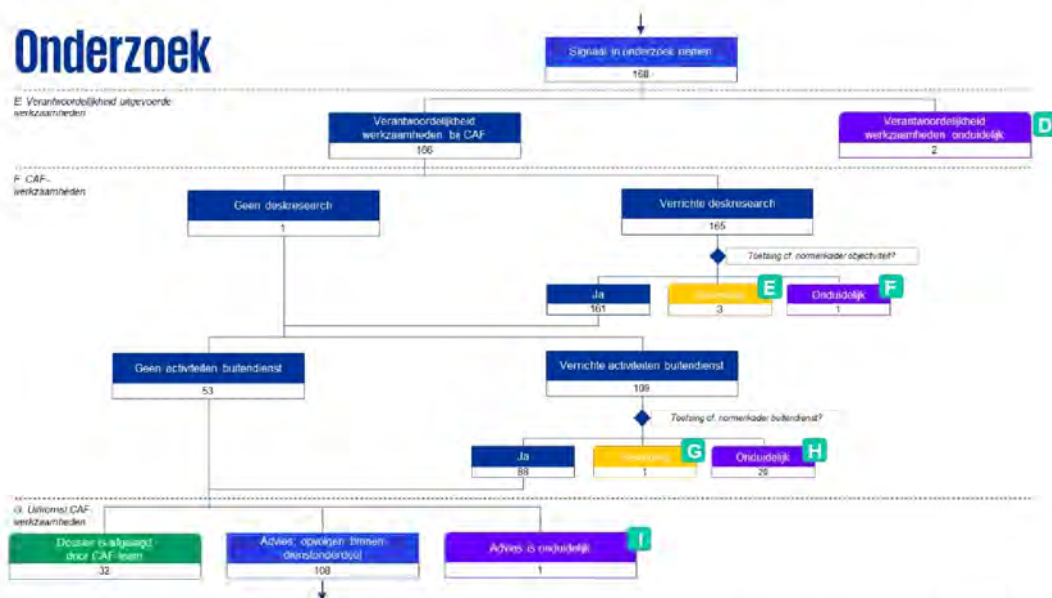 Onderzoek
Signaal in onderzoek nemen
168
E. Verantwoordelijkheid uitgevoerde
werkzaamheden
Verantwoordelijkheid
werkzaamheden bij CAF
166
Verantwoordelijkheid
werkzaamheden onduidelijk
2
D
F. CAF-
werkzaamheden
Geen deskresearch
1
Verrichte deskresearch
165
Toetsing cf. normenkader objectiviteit?
Ja
161
3
E
Onduidelijk
1
F
Geen activiteiten buitendienst
53
Verrichte activiteiten buitendienst
109
Toetsing cf. normenkader buitendienst?
Ja
88
1
G
Onduidelijk
20
H
G. Uitkomst CAF-
werkzaamheden
Dossier is afgelegd
door CAF-team
32
Advies: opvolgen binnen
dienstonderdeel
108
Advies is onduidelijk
1
I